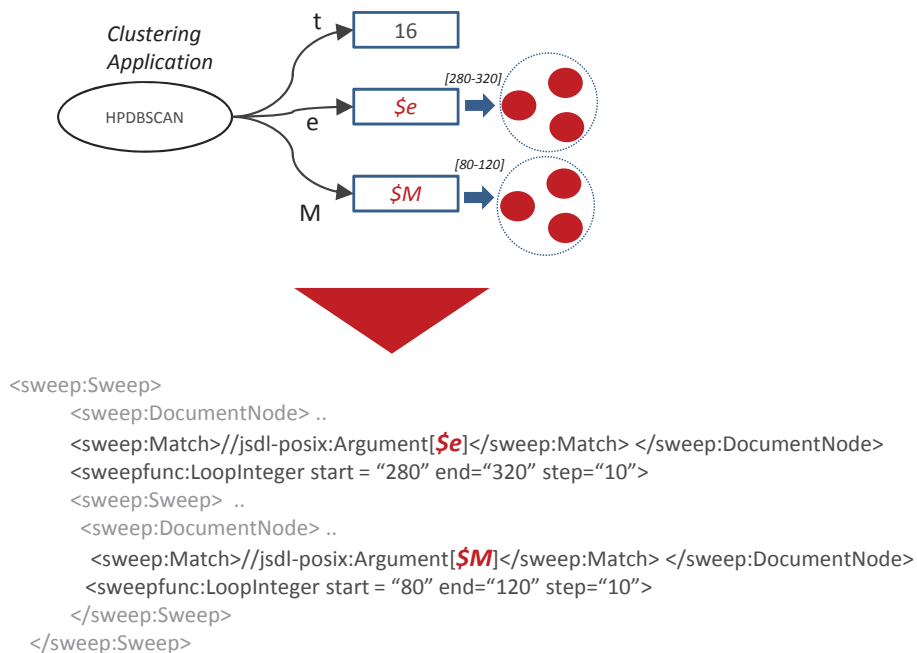 Clustering
Application
HPDBSCAN
t
16
e
$e
[280-320]
M
$M
[80-120]
<sweep:Sweep>
<sweep:DocumentNode> ..
<sweep:Match>//jsdl-posix:Argument[$e]</sweep:Match> </sweep:DocumentNode>
<sweepfunc:LoopInteger start = “280” end=“320” step=“10”>
<sweep:Sweep> ..
<sweep:DocumentNode> ..
<sweep:Match>//jsdl-posix:Argument[$M]</sweep:Match> </sweep:DocumentNode>
<sweepfunc:LoopInteger start = “80” end=“120” step=“10”>
</sweep:Sweep>
</sweep:Sweep>